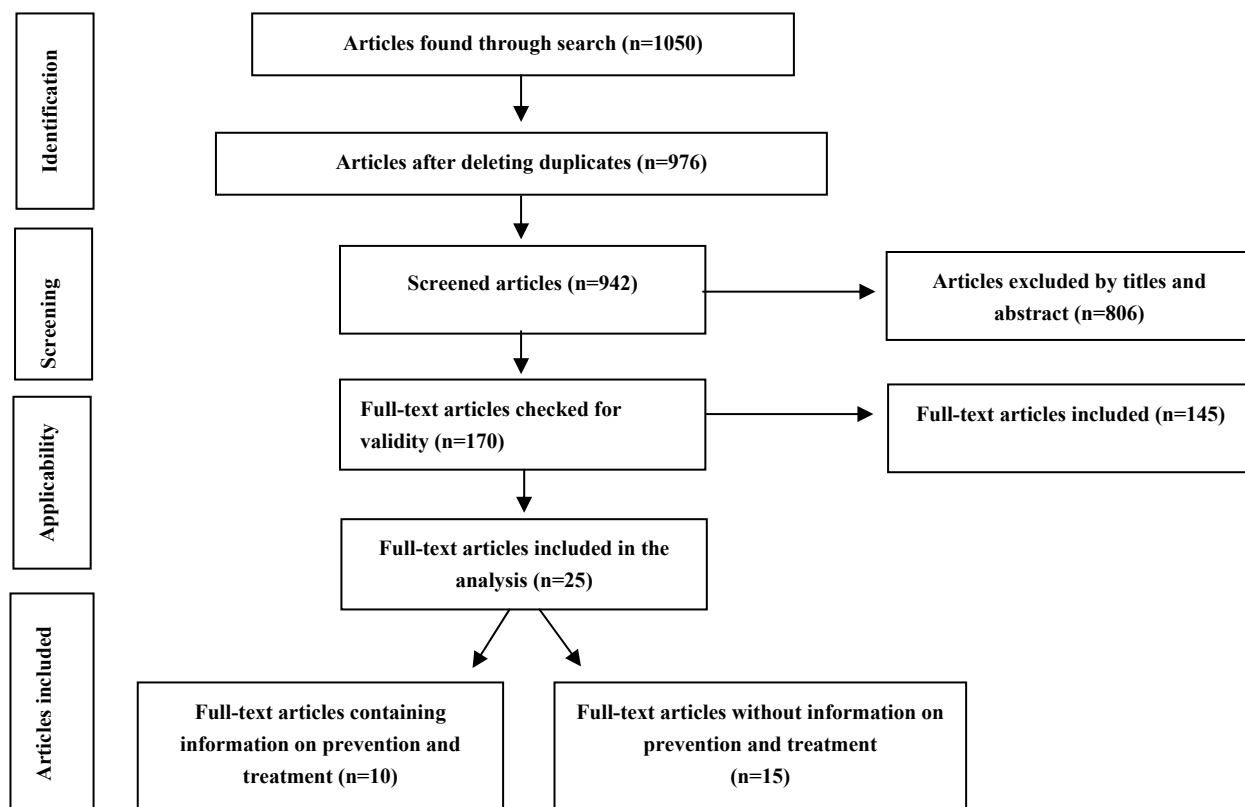 Identification
Articles found through search (n=1050)
Articles after deleting duplicates (n=976)
Screening
Screened articles (n=942)
Articles excluded by titles and
abstract (n=806)
Applicability
Full-text articles checked for
validity (n=170)
Full-text articles included (n=145)
Full-text articles included in the
analysis (n=25)
Articles included
Full-text articles containing
information on prevention and
treatment (n=10)
Full-text articles without information on
prevention and treatment
(n=15)